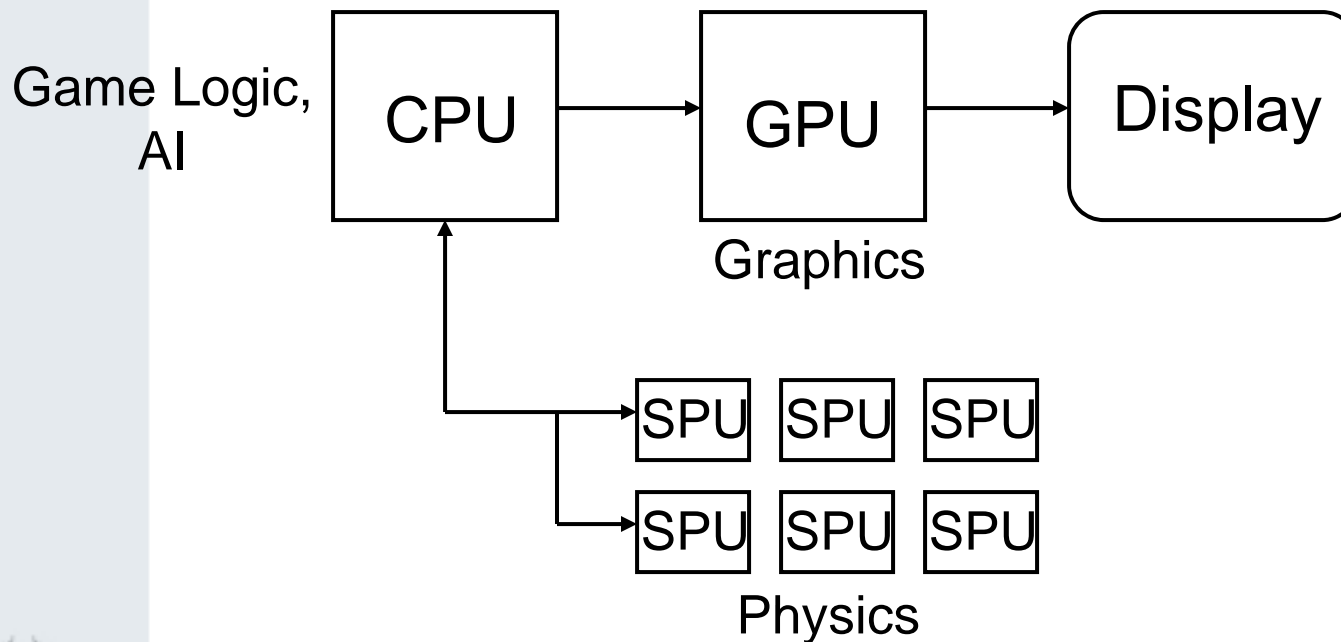 Game Logic,
AI
CPU
GPU
Display
Graphics
SPU SPU SPU
SPU SPU SPU
Physics